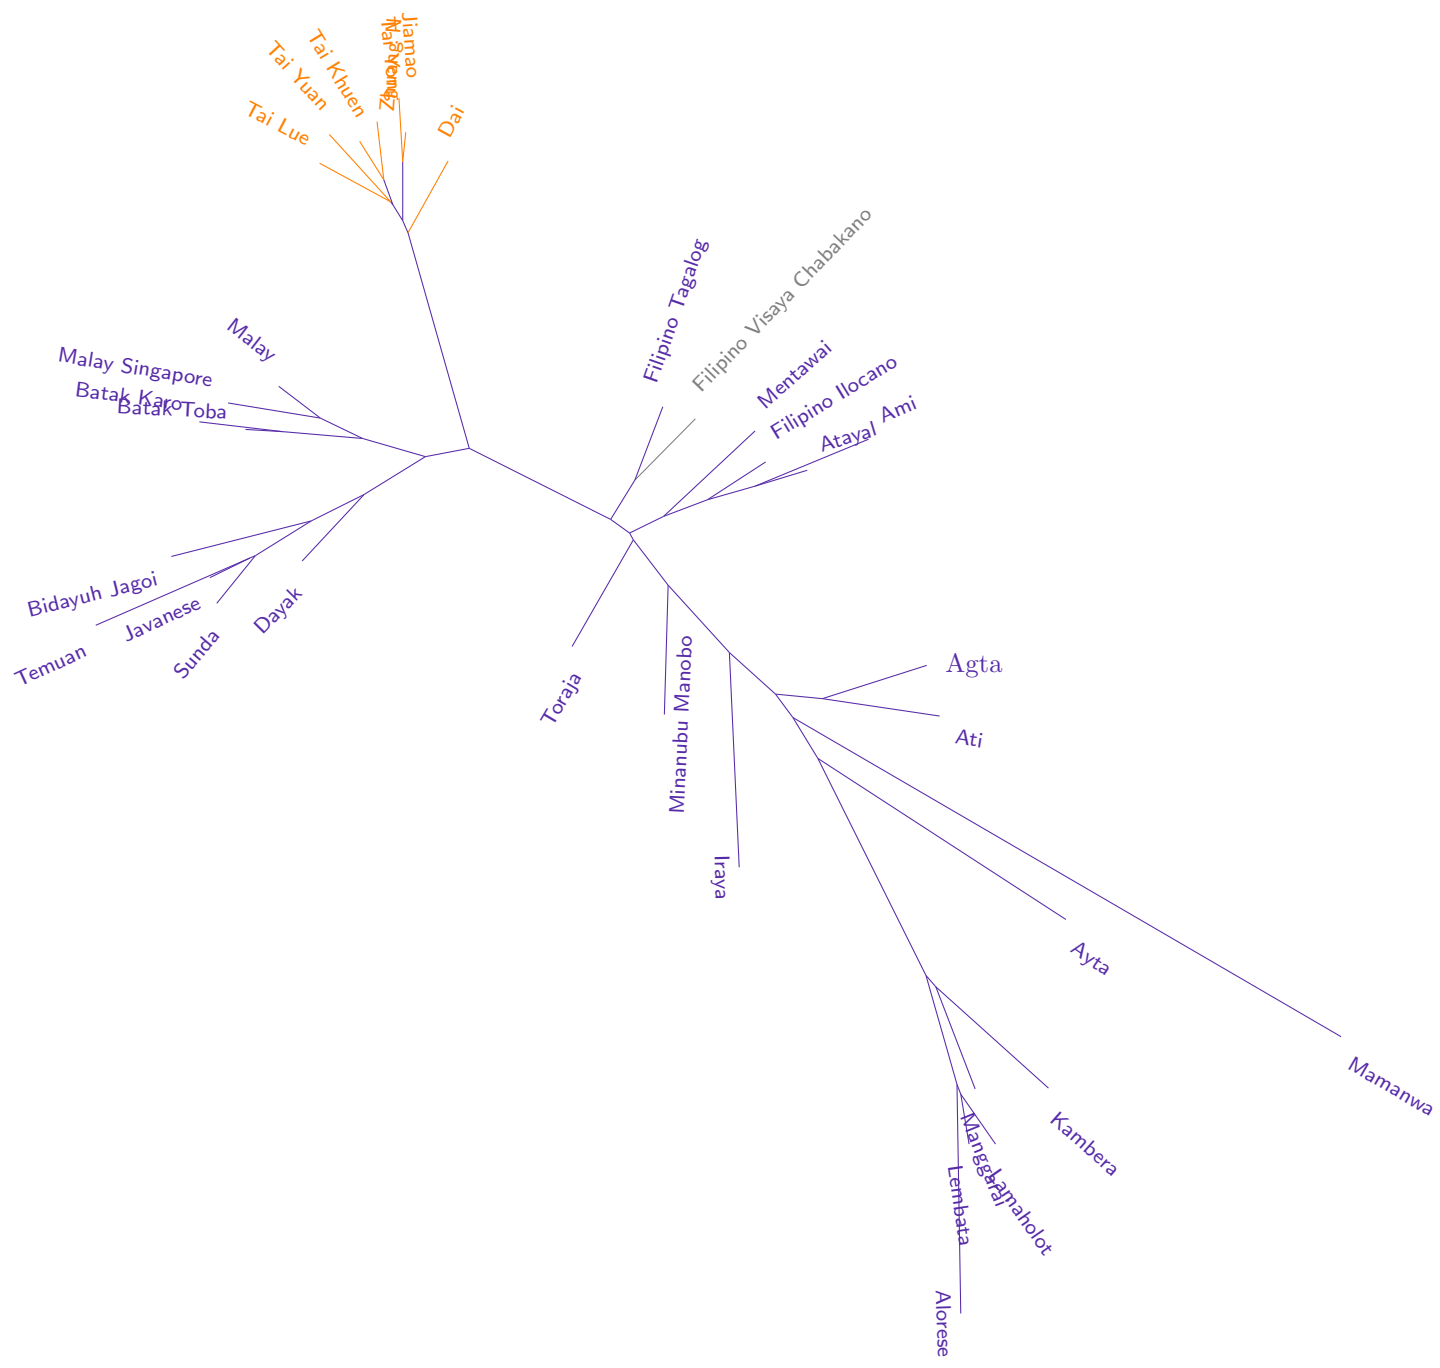 Jiamao
Tai Khuen
Tai Yuan
Tai Lue
Dai
Filipino Tagalog
Filipino Visaya Chabakano
Malay
Malay Singapore
Batak Karo
Batak Toba
Mentawai
Filipino Ilocano
Ami
Atayal
Bidayuh Jagoi
Javanese
Temuan
Sunda
Dayak
Toraja
Minanubu Manobo
Agta
Ati
Iraya
Ayta
Mamanwa
Kambera
Manggarai
Lamaholot
Lembata
Alorese